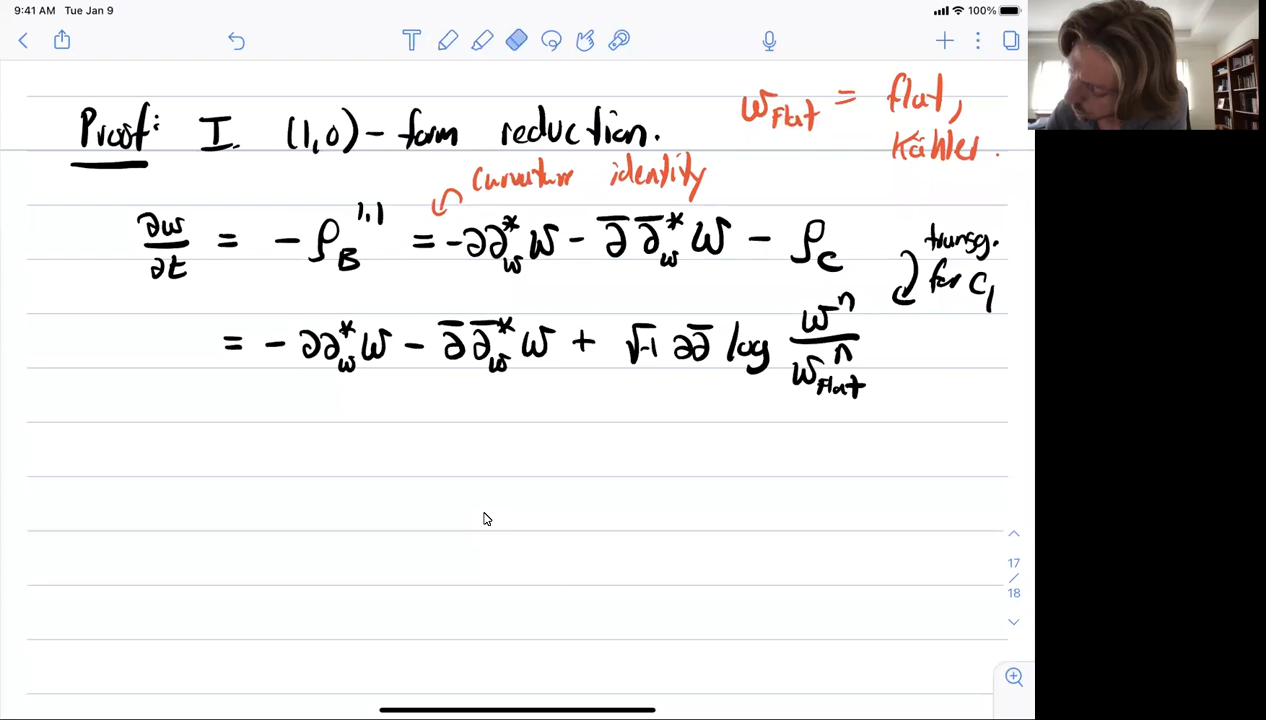 9:41 AM Tue Jan 9
100%
T
Proof: I. (1,0)-form reduction.
ω_Flat = flat, Kähler.
curvature identity
∂ω/∂t = - ρ_B^{1,1} = -∂∂*_ω ω - ∂̄ ∂̄*_ω ω - ρ_C
transg. for C_1
= - ∂∂*_ω ω - ∂̄ ∂̄*_ω ω + √-1 ∂∂̄ log ω^n / ω_Flat^n
17
/
18